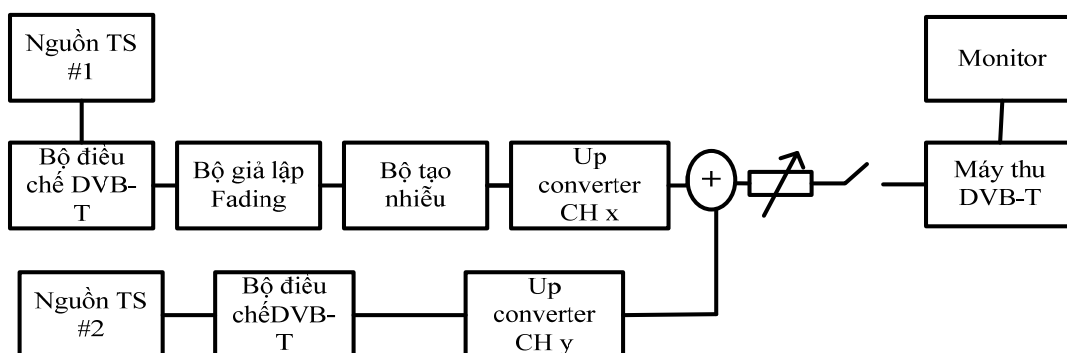 Nguồn TS
#1
Monitor
Bộ điều
chế DVB-
T
Bộ giả lập
Fading
Bộ tạo
nhiễu
Up
converter
CH x
+
Máy thu
DVB-T
Nguồn TS
#2
Bộ điều
chếDVB-
T
Up
converter
CH y